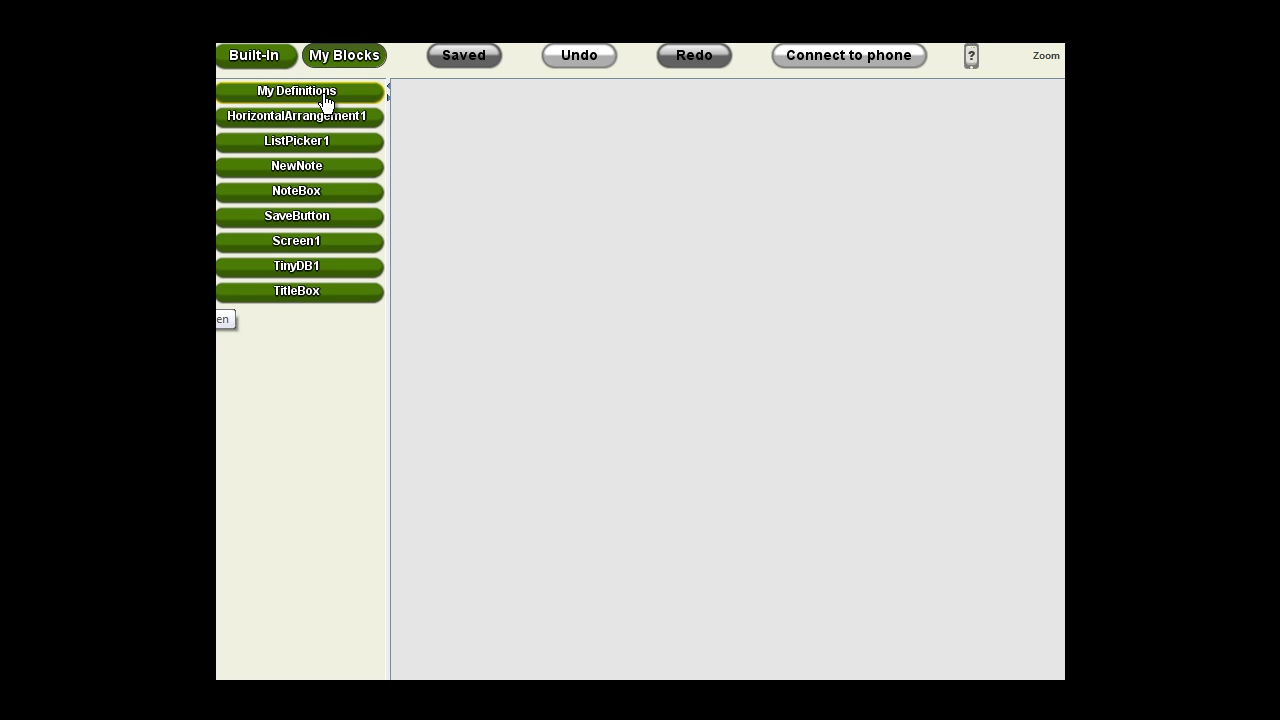 Built-In My Blocks Saved Undo Redo Connect to phone ? Zoom
My Definitions
HorizontalArrangement1
ListPicker1
NewNote
NoteBox
SaveButton
Screen1
TinyDB1
TitleBox
en